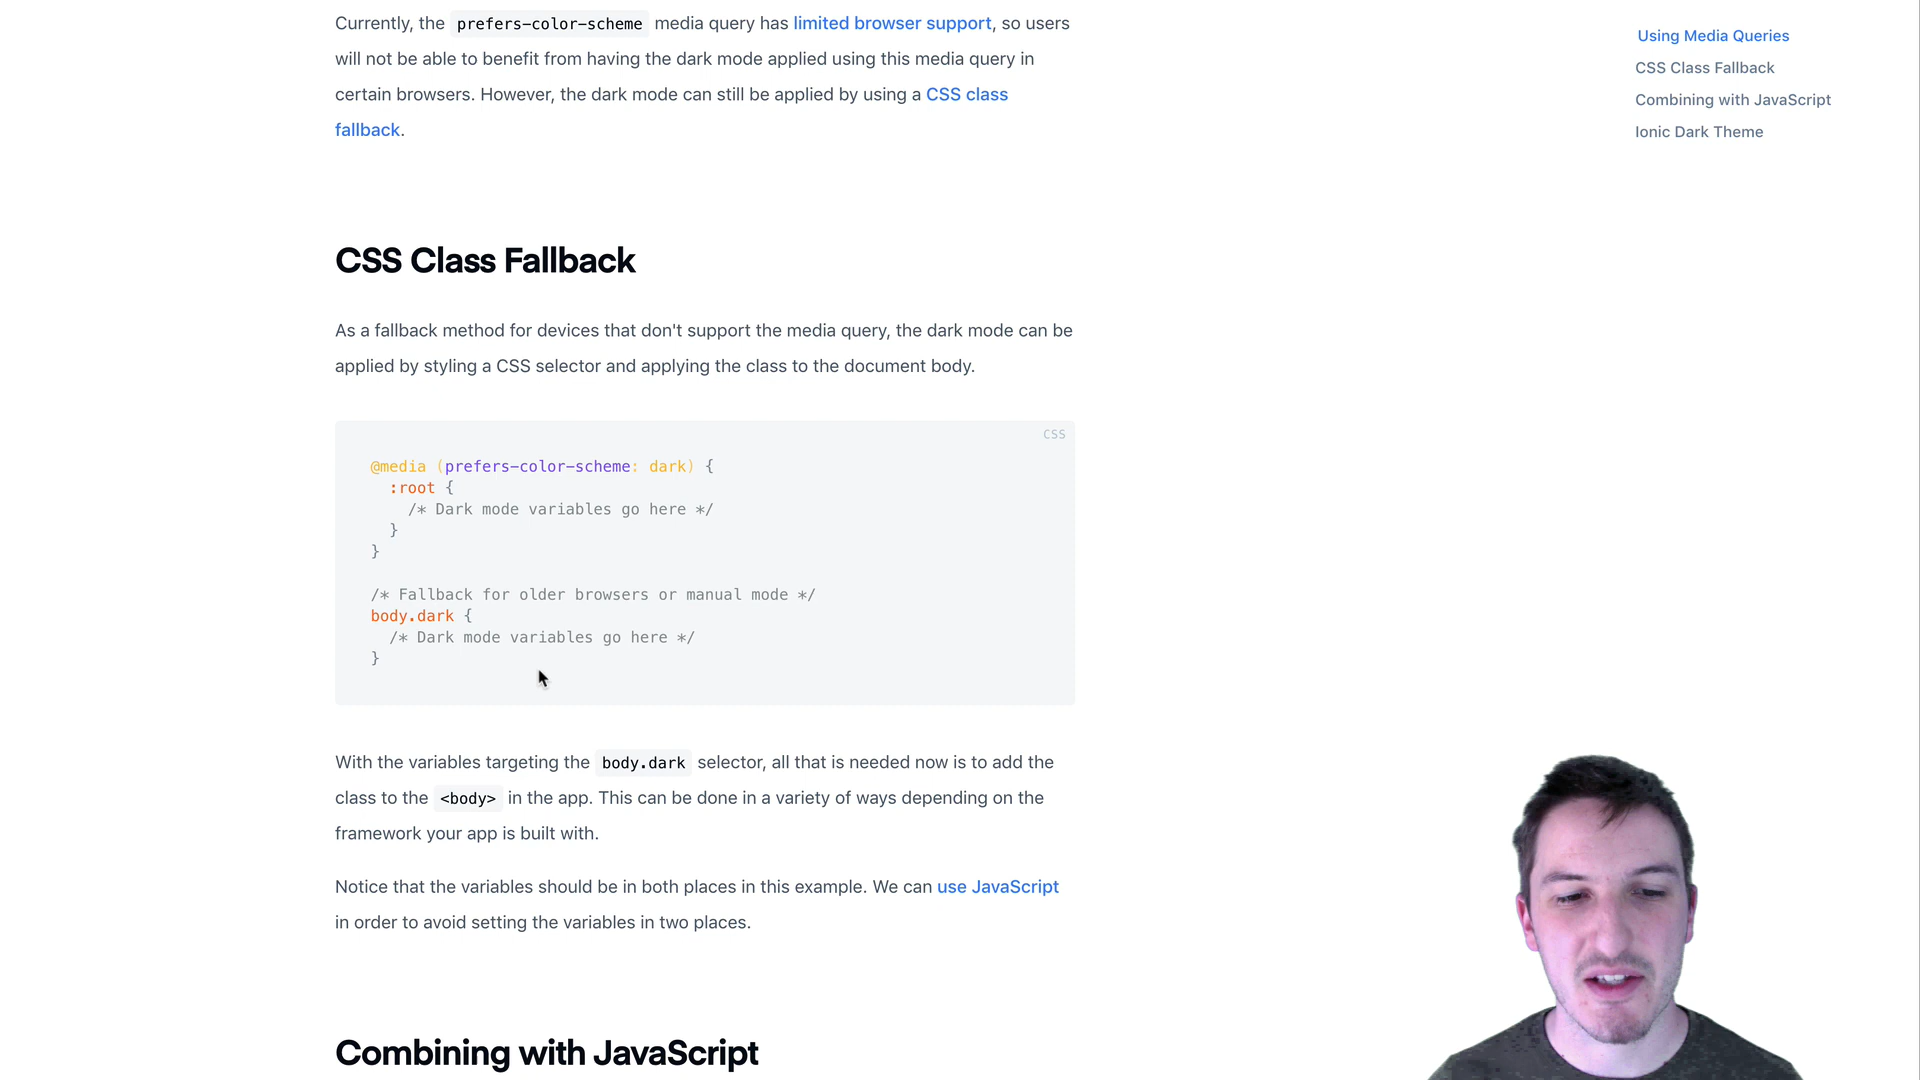 Currently, the prefers-color-scheme media query has limited browser support, so users
will not be able to benefit from having the dark mode applied using this media query in
certain browsers. However, the dark mode can still be applied by using a CSS class
fallback.
CSS Class Fallback
As a fallback method for devices that don't support the media query, the dark mode can be
applied by styling a CSS selector and applying the class to the document body.
CSS
@media (prefers-color-scheme: dark) {
  :root {
    /* Dark mode variables go here */
  }
}
/* Fallback for older browsers or manual mode */
body.dark {
  /* Dark mode variables go here */
}
With the variables targeting the body.dark selector, all that is needed now is to add the
class to the <body> in the app. This can be done in a variety of ways depending on the
framework your app is built with.
Notice that the variables should be in both places in this example. We can use JavaScript
in order to avoid setting the variables in two places.
Combining with JavaScript
Using Media Queries
CSS Class Fallback
Combining with JavaScript
Ionic Dark Theme